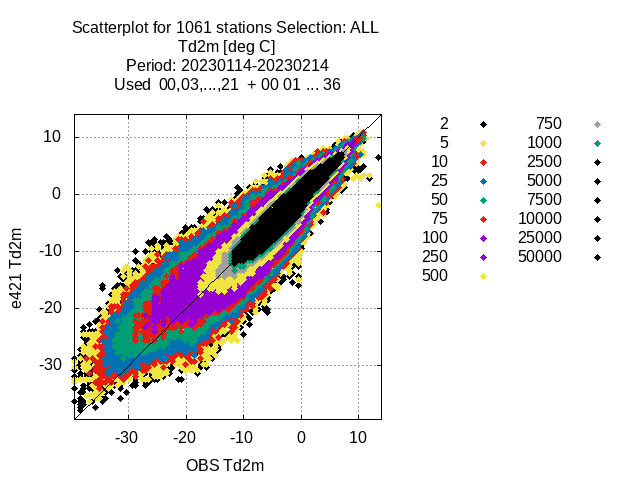 Scatterplot for 1061 stations Selection: ALL
Td2m [deg C]
Period: 20230114-20230214
Used  00,03,...,21  + 00 01 ... 36
2 750
5 1000
10 2500
25 5000
50 7500
75 10000
100 25000
250 50000
500
10
0
-10
-20
-30
e421 Td2m
-30 -20 -10 0 10
OBS Td2m